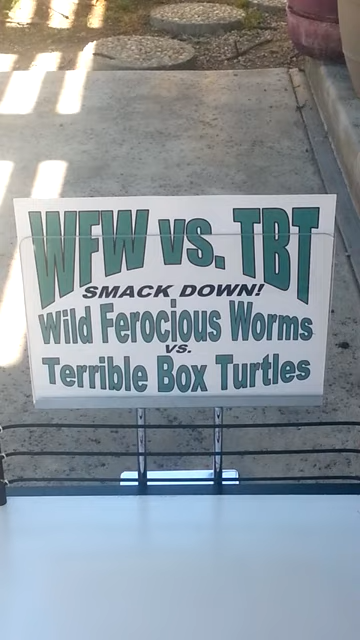 WFW vs. TBT
SMACK DOWN!
Wild Ferocious Worms
vs.
Terrible Box Turtles